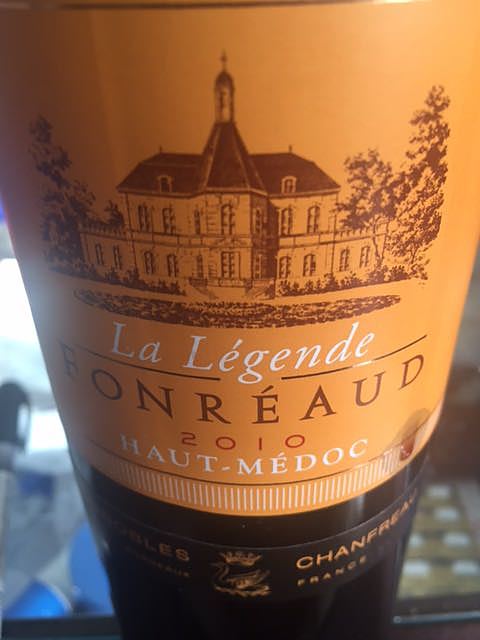 La Légende
FONRÉAUD
2010
HAUT-MÉDOC
CHANFREAU
FRANCE